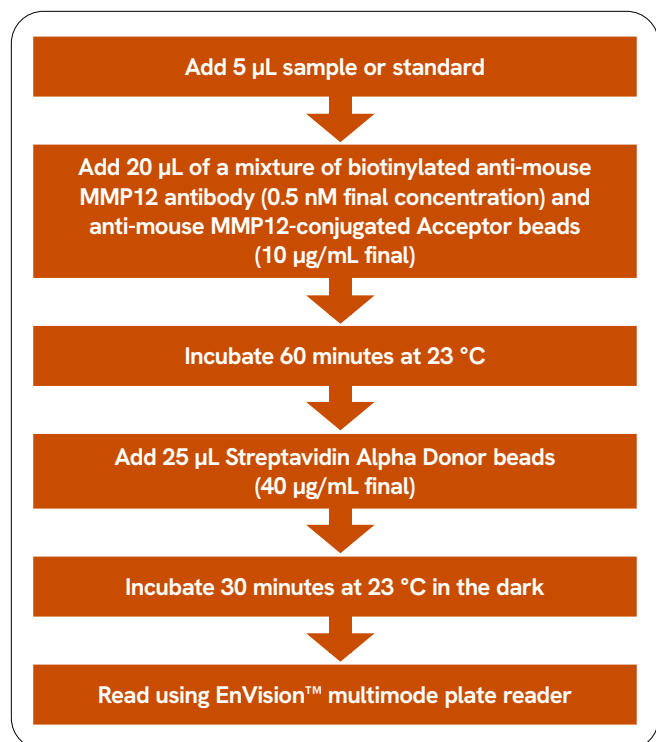 Add 5 µL sample or standard
Add 20 µL of a mixture of biotinylated anti-mouse
MMP12 antibody (0.5 nM final concentration) and
anti-mouse MMP12-conjugated Acceptor beads
(10 µg/mL final)
Incubate 60 minutes at 23 °C
Add 25 µL Streptavidin Alpha Donor beads
(40 µg/mL final)
Incubate 30 minutes at 23 °C in the dark
Read using EnVision™ multimode plate reader